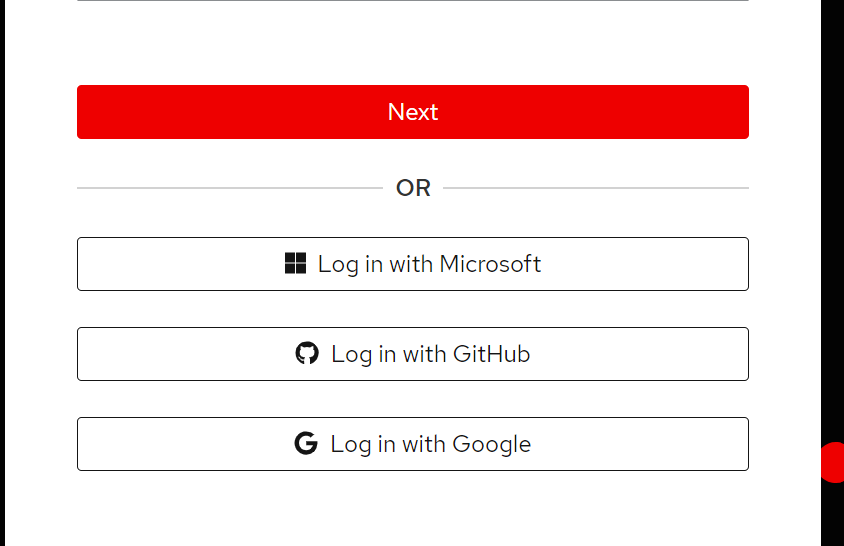 Next
OR
Log in with Microsoft
Log in with GitHub
Log in with Google